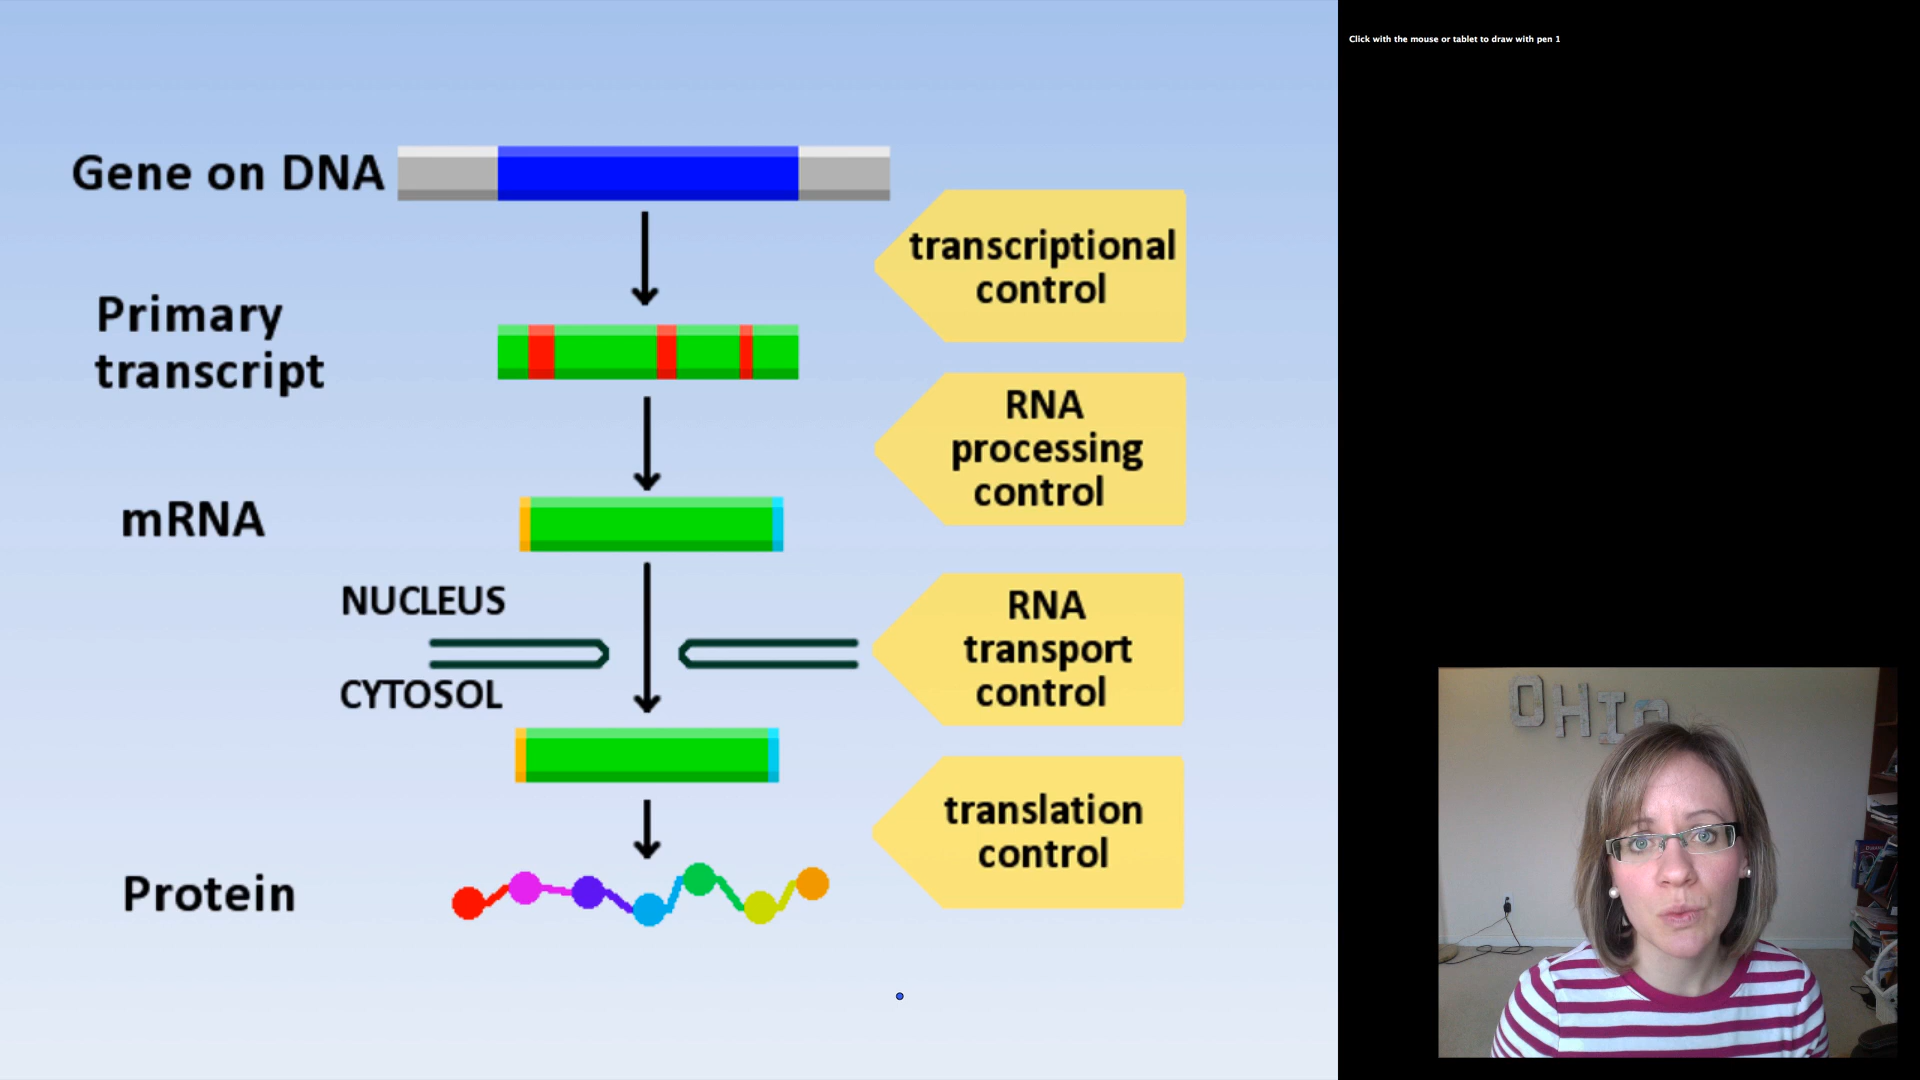 Click with the mouse or tablet to draw with pen 1
Gene on DNA
transcriptional
control
Primary
transcript
RNA
processing
control
mRNA
NUCLEUS
CYTOSOL
RNA
transport
control
translation
control
Protein
OHIO